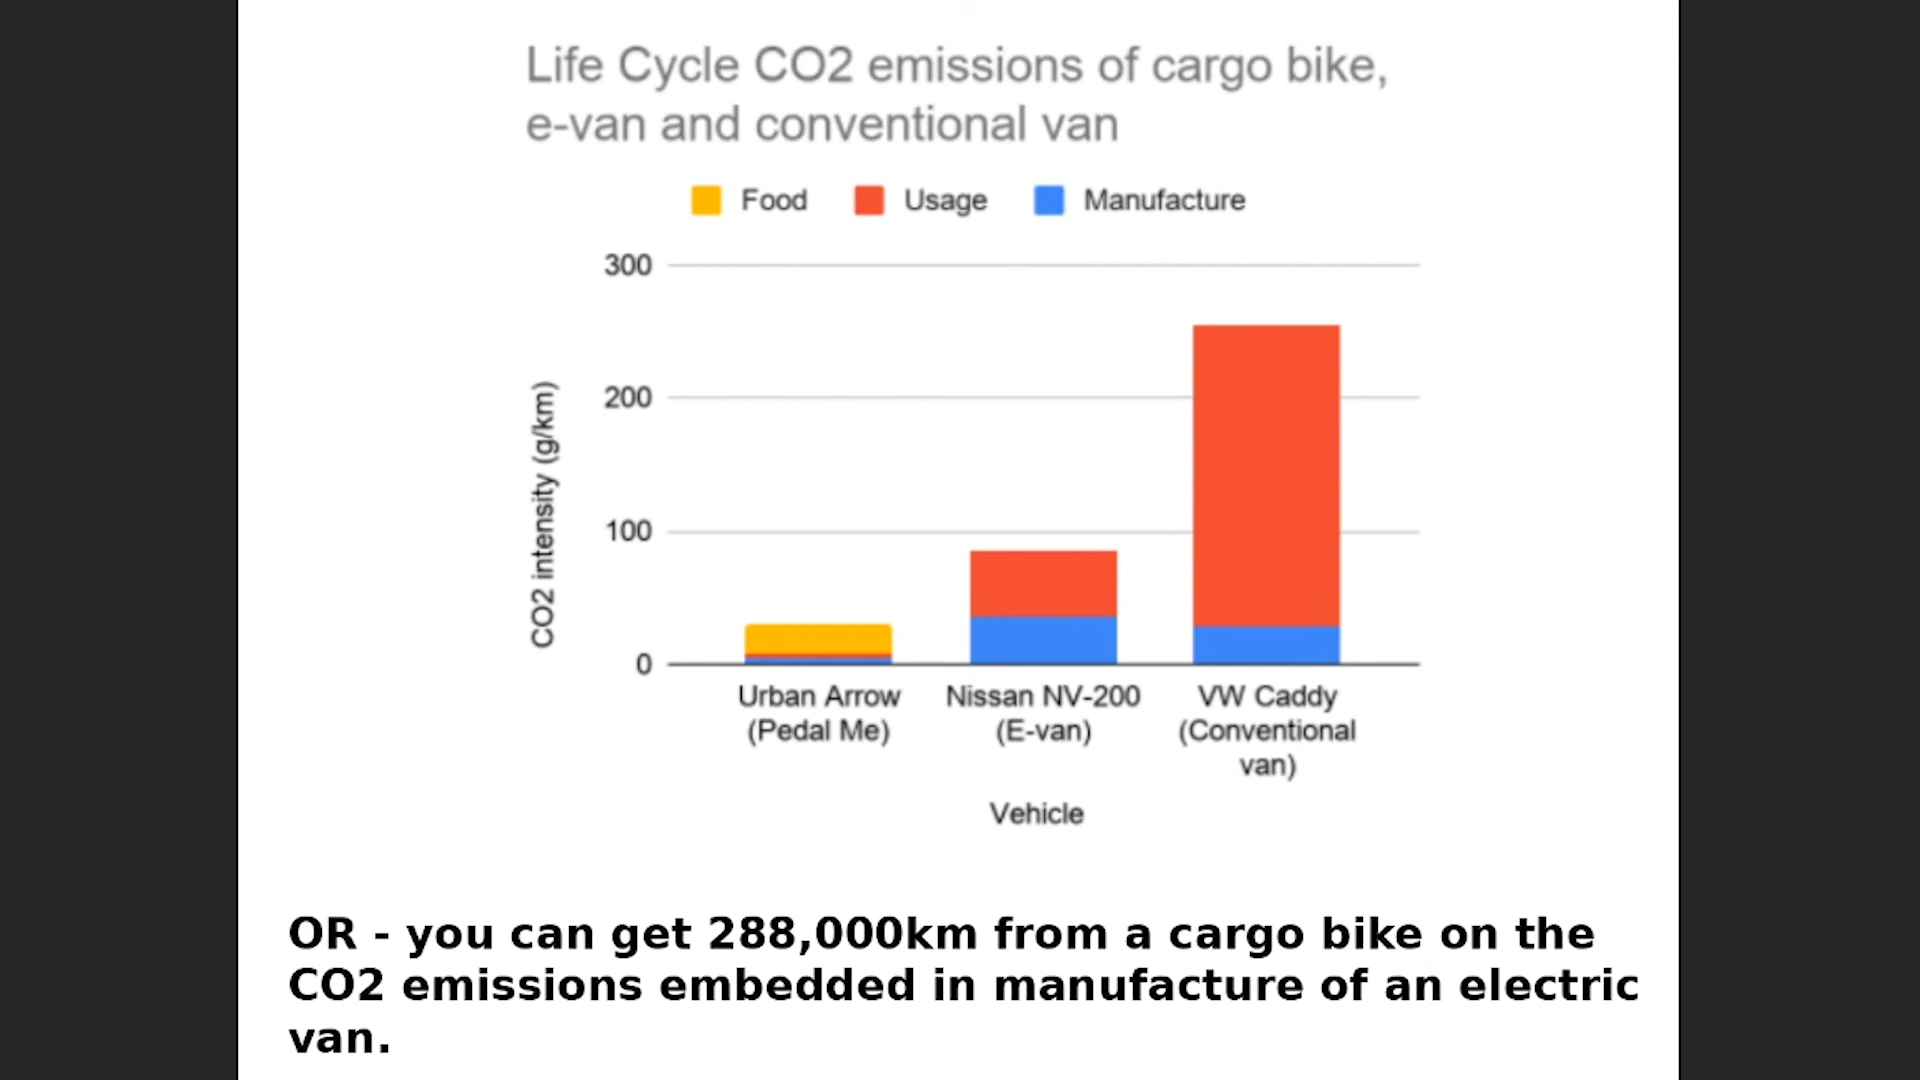 Life Cycle CO2 emissions of cargo bike,
e-van and conventional van
Food Usage Manufacture
300
200
100
0
CO2 intensity (g/km)
Urban Arrow
(Pedal Me)
Nissan NV-200
(E-van)
VW Caddy
(Conventional
van)
Vehicle
OR - you can get 288,000km from a cargo bike on the
CO2 emissions embedded in manufacture of an electric
van.